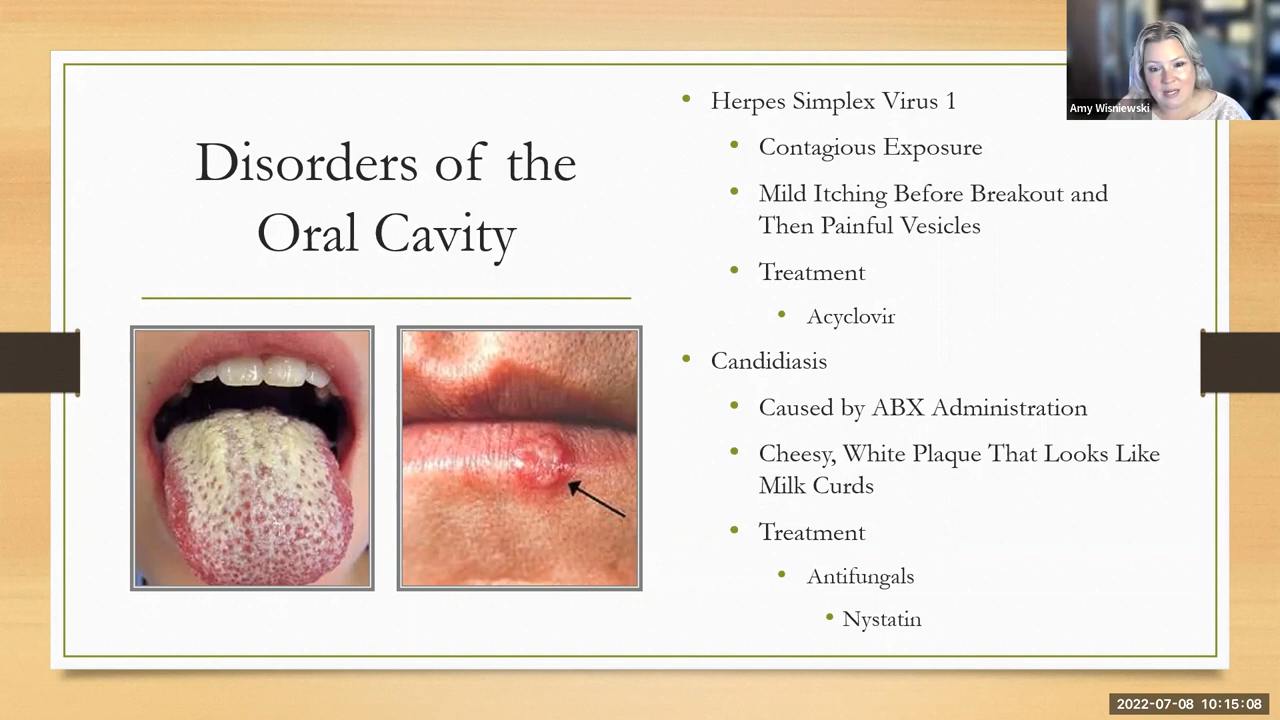 Disorders of the
Oral Cavity
Herpes Simplex Virus 1
Contagious Exposure
Mild Itching Before Breakout and
Then Painful Vesicles
Treatment
Acyclovir
Candidiasis
Caused by ABX Administration
Cheesy, White Plaque That Looks Like
Milk Curds
Treatment
Antifungals
Nystatin
Amy Wisniewski
2022-07-08 10:15:08